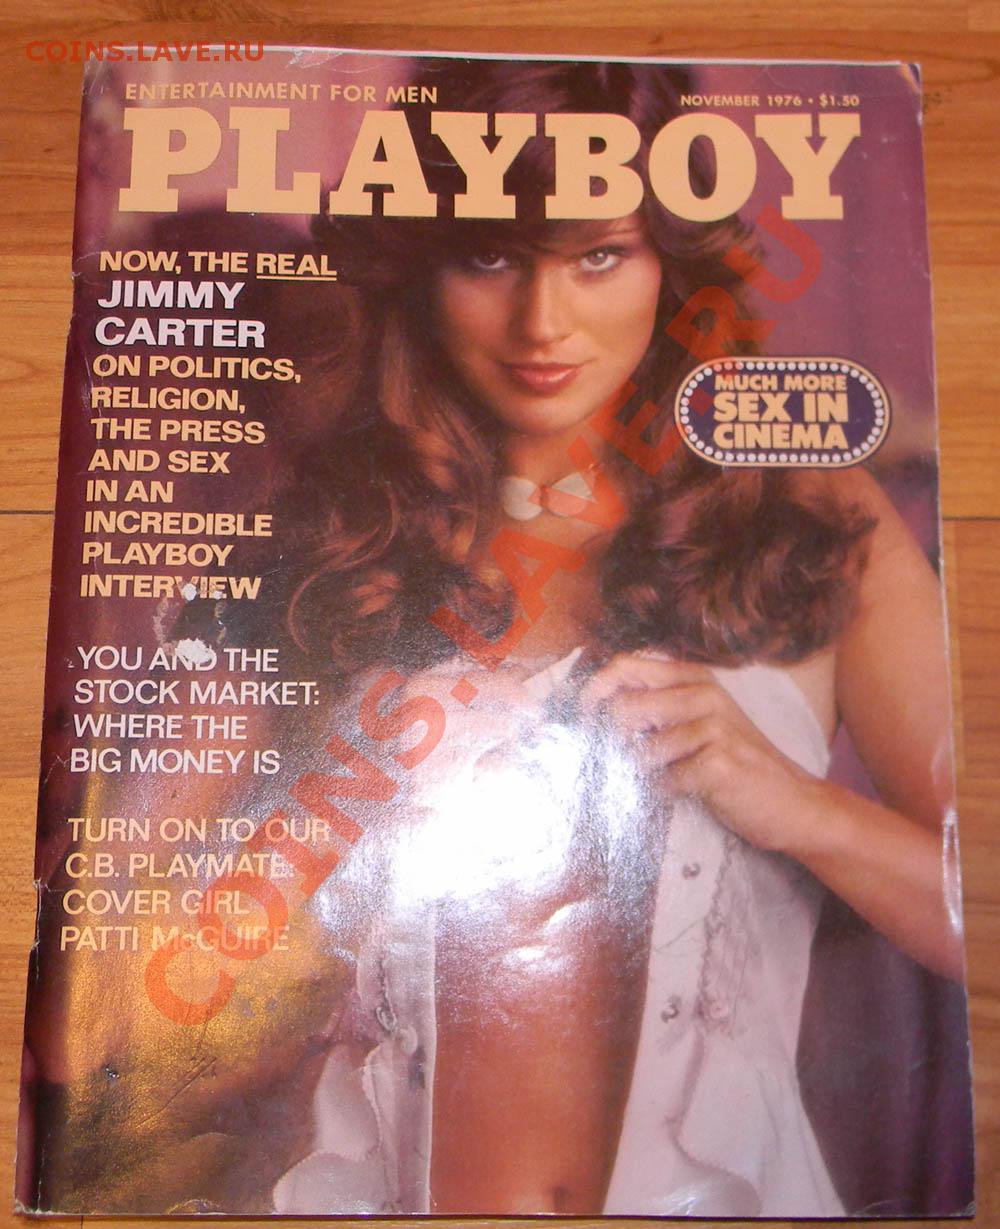 COINS.LAVE.RU
ENTERTAINMENT FOR MEN
NOVEMBER 1976 • $1.50
PLAYBOY
NOW, THE REAL
JIMMY
CARTER
ON POLITICS,
RELIGION,
THE PRESS
AND SEX
IN AN
INCREDIBLE
PLAYBOY
INTERVIEW
MUCH MORE
SEX IN
CINEMA
YOU AND THE
STOCK MARKET:
WHERE THE
BIG MONEY IS
TURN ON TO OUR
C.B. PLAYMATE:
COVER GIRL
PATTI McGUIRE
COINS.LAVE.RU